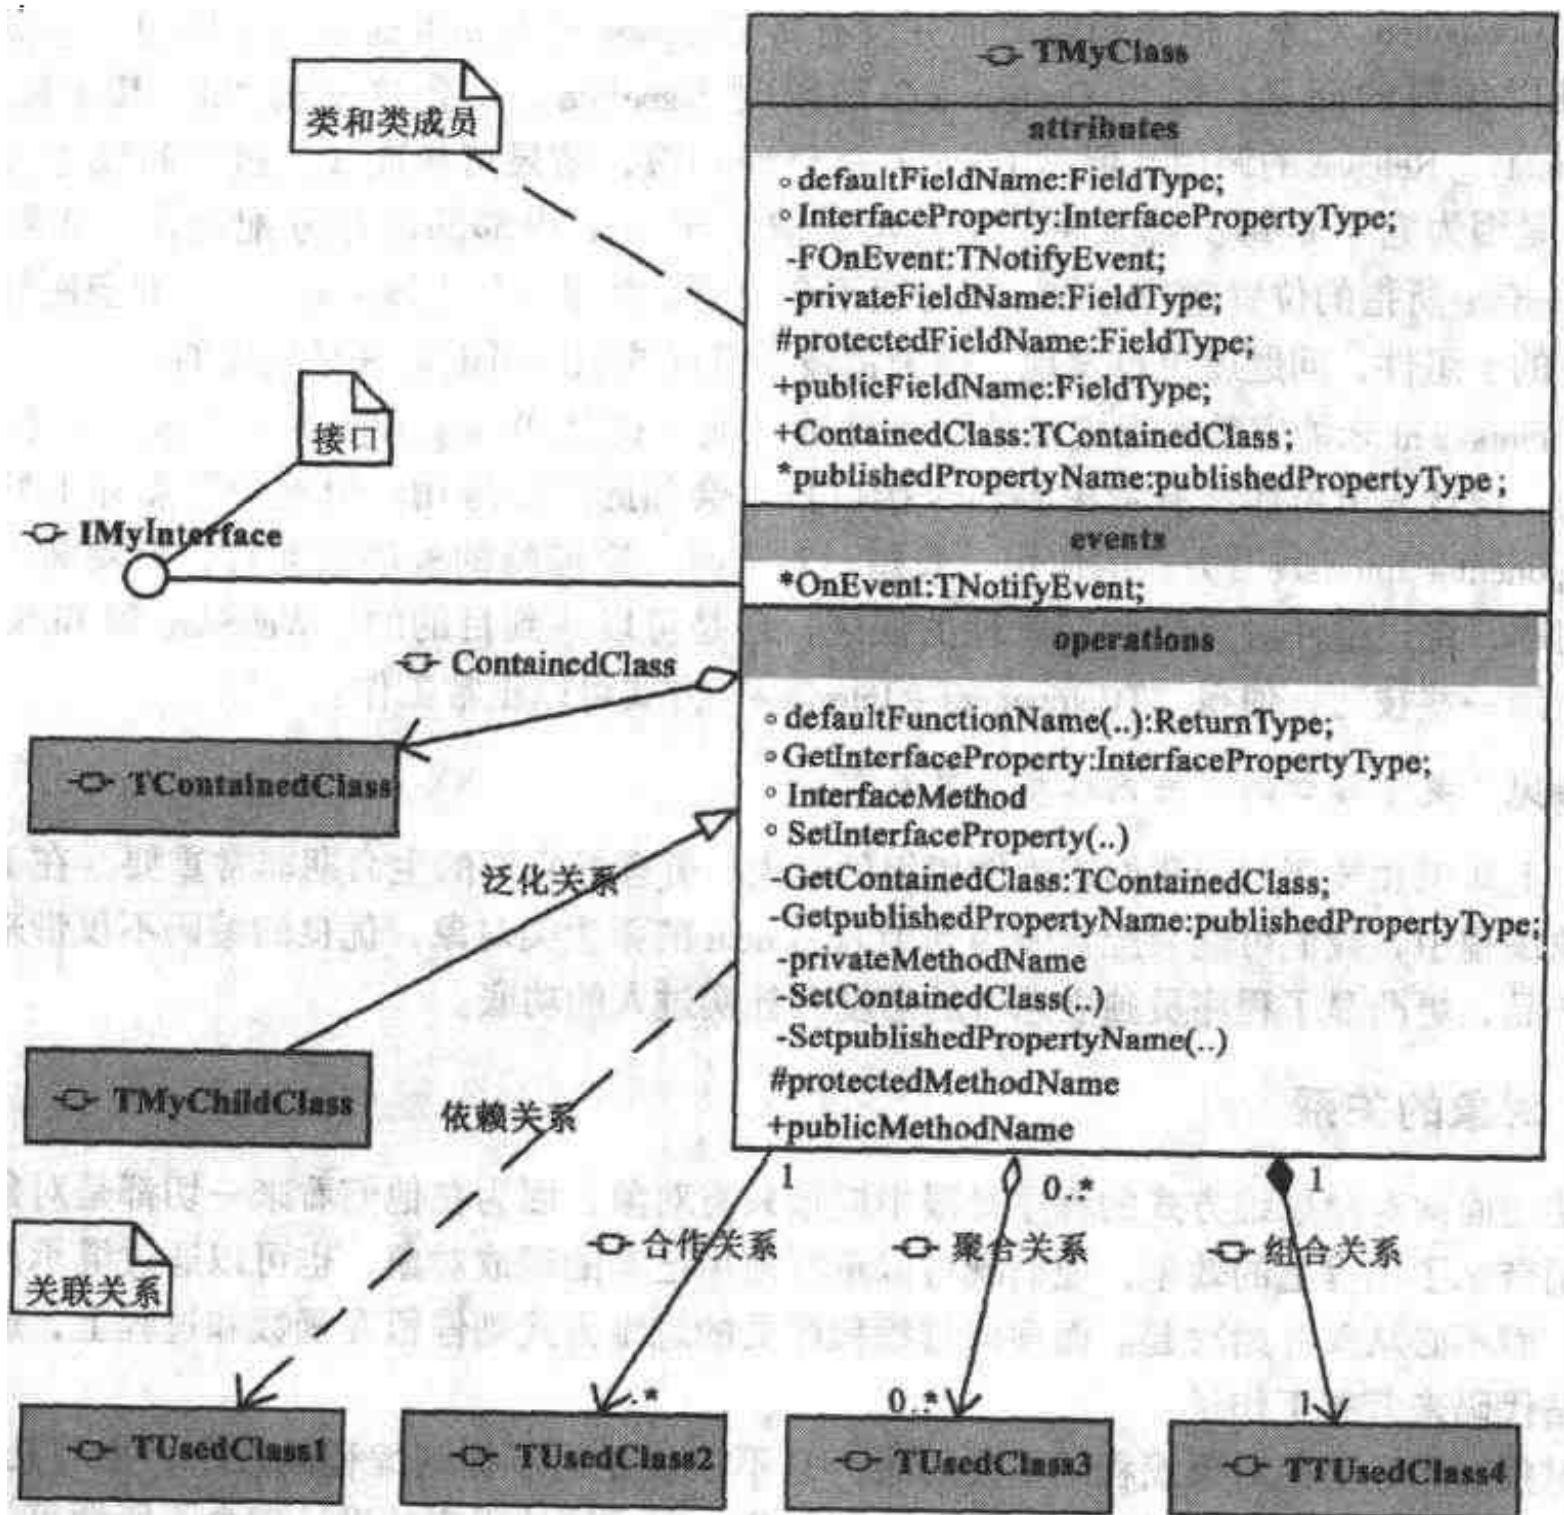 TMyClass
类和类成员
attributes
defaultFieldName:FieldType;
InterfaceProperty:InterfacePropertyType;
-FOnEvent:TNotifyEvent;
-privateFieldName:FieldType;
#protectedFieldName:FieldType;
+publicFieldName:FieldType;
+ContainedClass:TContainedClass;
*publishedPropertyName:publishedPropertyType;
接口
IMyInterface
events
*OnEvent:TNotifyEvent;
operations
ContainedClass
defaultFunctionName(..):ReturnType;
GetInterfaceProperty:InterfacePropertyType;
InterfaceMethod
SetInterfaceProperty(..)
-GetContainedClass:TContainedClass;
-GetpublishedPropertyName:publishedPropertyType;
-privateMethodName
-SetContainedClass(..)
-SetpublishedPropertyName(..)
#protectedMethodName
+publicMethodName
TContainedClass
泛化关系
TMyChildClass
依赖关系
1
0..*
1
合作关系
聚合关系
组合关系
关联关系
..*
0..*
1
TUsedClass1
TUsedClass2
TUsedClass3
TTUsedClass4